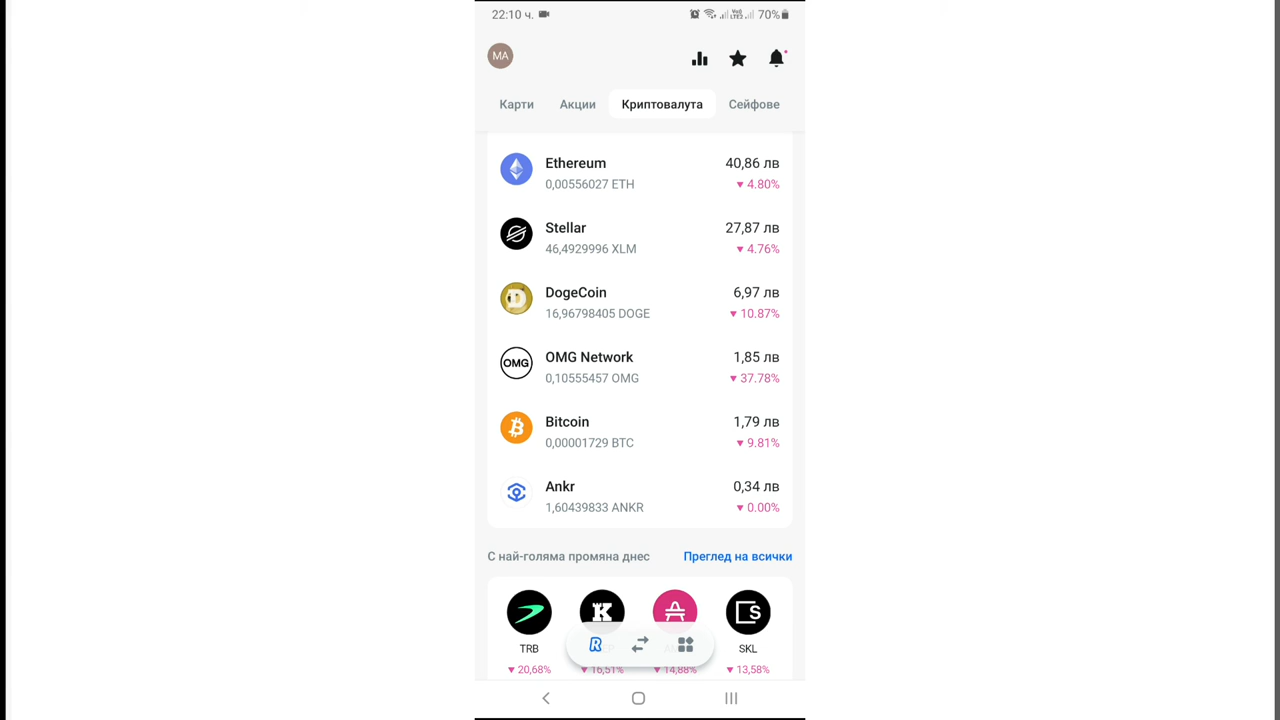 22:10 ч. 70%
MA
Карти Акции Криптовалута Сейфове
Ethereum 40,86 лв
0,00556027 ETH ▼ 4.80%
Stellar 27,87 лв
46,4929996 XLM ▼ 4.76%
DogeCoin 6,97 лв
16,96798405 DOGE ▼ 10.87%
OMG
OMG Network 1,85 лв
0,10555457 OMG ▼ 37.78%
Bitcoin 1,79 лв
0,00001729 BTC ▼ 9.81%
Ankr 0,34 лв
1,60439833 ANKR ▼ 0.00%
С най-голяма промяна днес Преглед на всички
TRB SKL
▼ 20,68% ▼ 16,51% ▼ 14,88% ▼ 13,58%